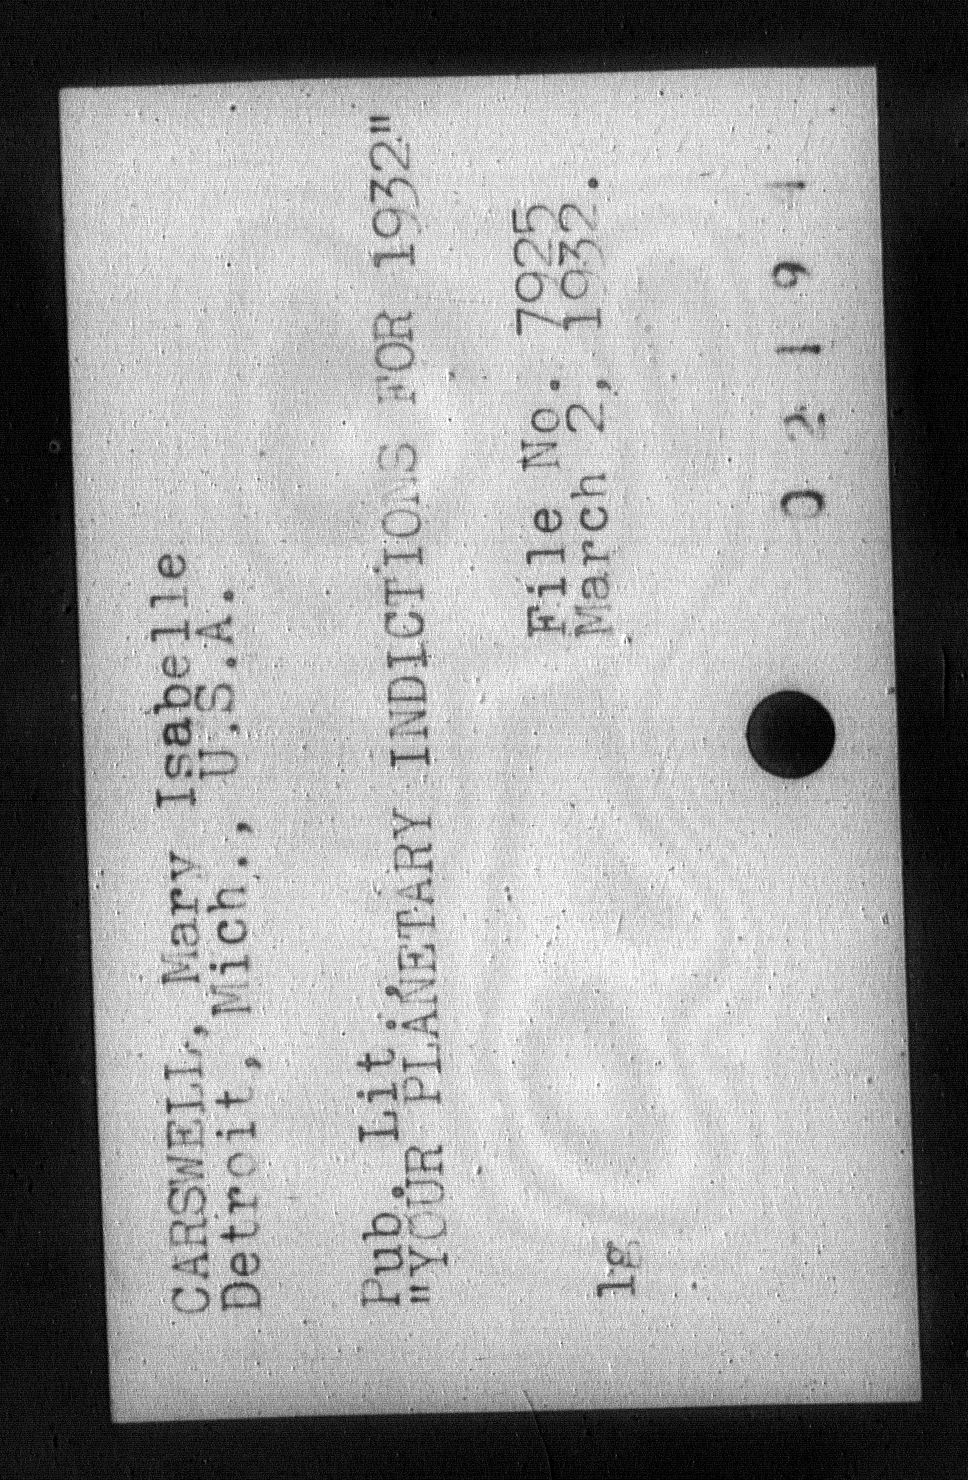 CARSWELL, Mary Isabelle
Detroit, Mich., U.S.A.
Pub. Lit.,
"YOUR PLANETARY INDICTIONS FOR 1932"
File No. 7925
March 2, 1932.
lg
0 2 1 9 1